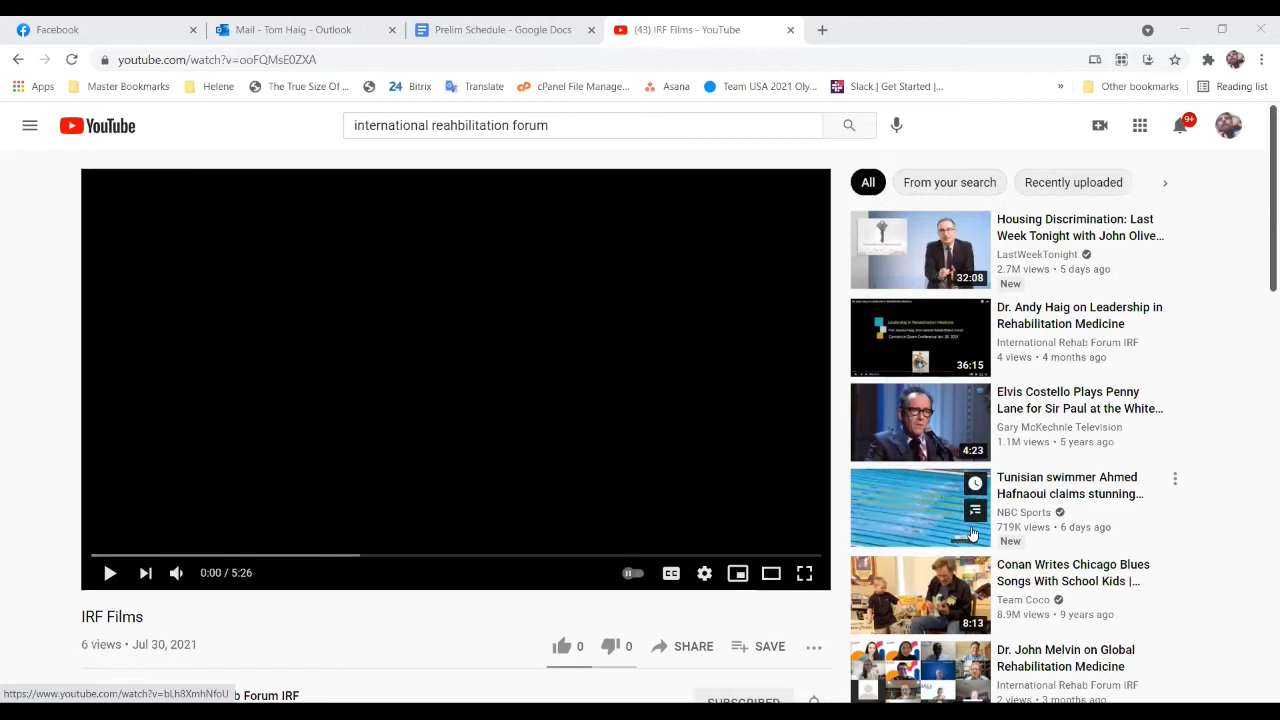 Facebook
Mail - Tom Haig - Outlook
Prelim Schedule - Google Docs
(43) IRF Films - YouTube
youtube.com/watch?v=ooFQMsE0ZXA
Apps
Master Bookmarks
Helene
The True Size Of ...
24 Bitrix
Translate
cPanel File Manage...
Asana
Team USA 2021 Oly...
Slack | Get Started |...
»
Other bookmarks
Reading list
YouTube
international reahbilitation forum
9+
All
From your search
Recently uploaded
Housing Discrimination: Last
Week Tonight with John Olive...
LastWeekTonight
2.7M views • 5 days ago
New
32:08
Dr. Andy Haig on Leadership in
Rehabilitation Medicine
International Rehab Forum IRF
4 views • 4 months ago
Leadership in Rehabilitation Medicine
36:15
Elvis Costello Plays Penny
Lane for Sir Paul at the White...
Gary McKechnie Television
1.1M views • 5 years ago
4:23
Tunisian swimmer Ahmed
Hafnaoui claims stunning...
NBC Sports
719K views • 6 days ago
New
Conan Writes Chicago Blues
Songs With School Kids |
Team Coco
8.9M views • 9 years ago
8:13
Dr. John Melvin on Global
Rehabilitation Medicine
International Rehab Forum IRF
2 views • 3 months ago
0:00 / 5:26
CC
IRF Films
6 views • Jul 30, 2021
0
0
SHARE
SAVE
Forum IRF
SUBSCRIBED